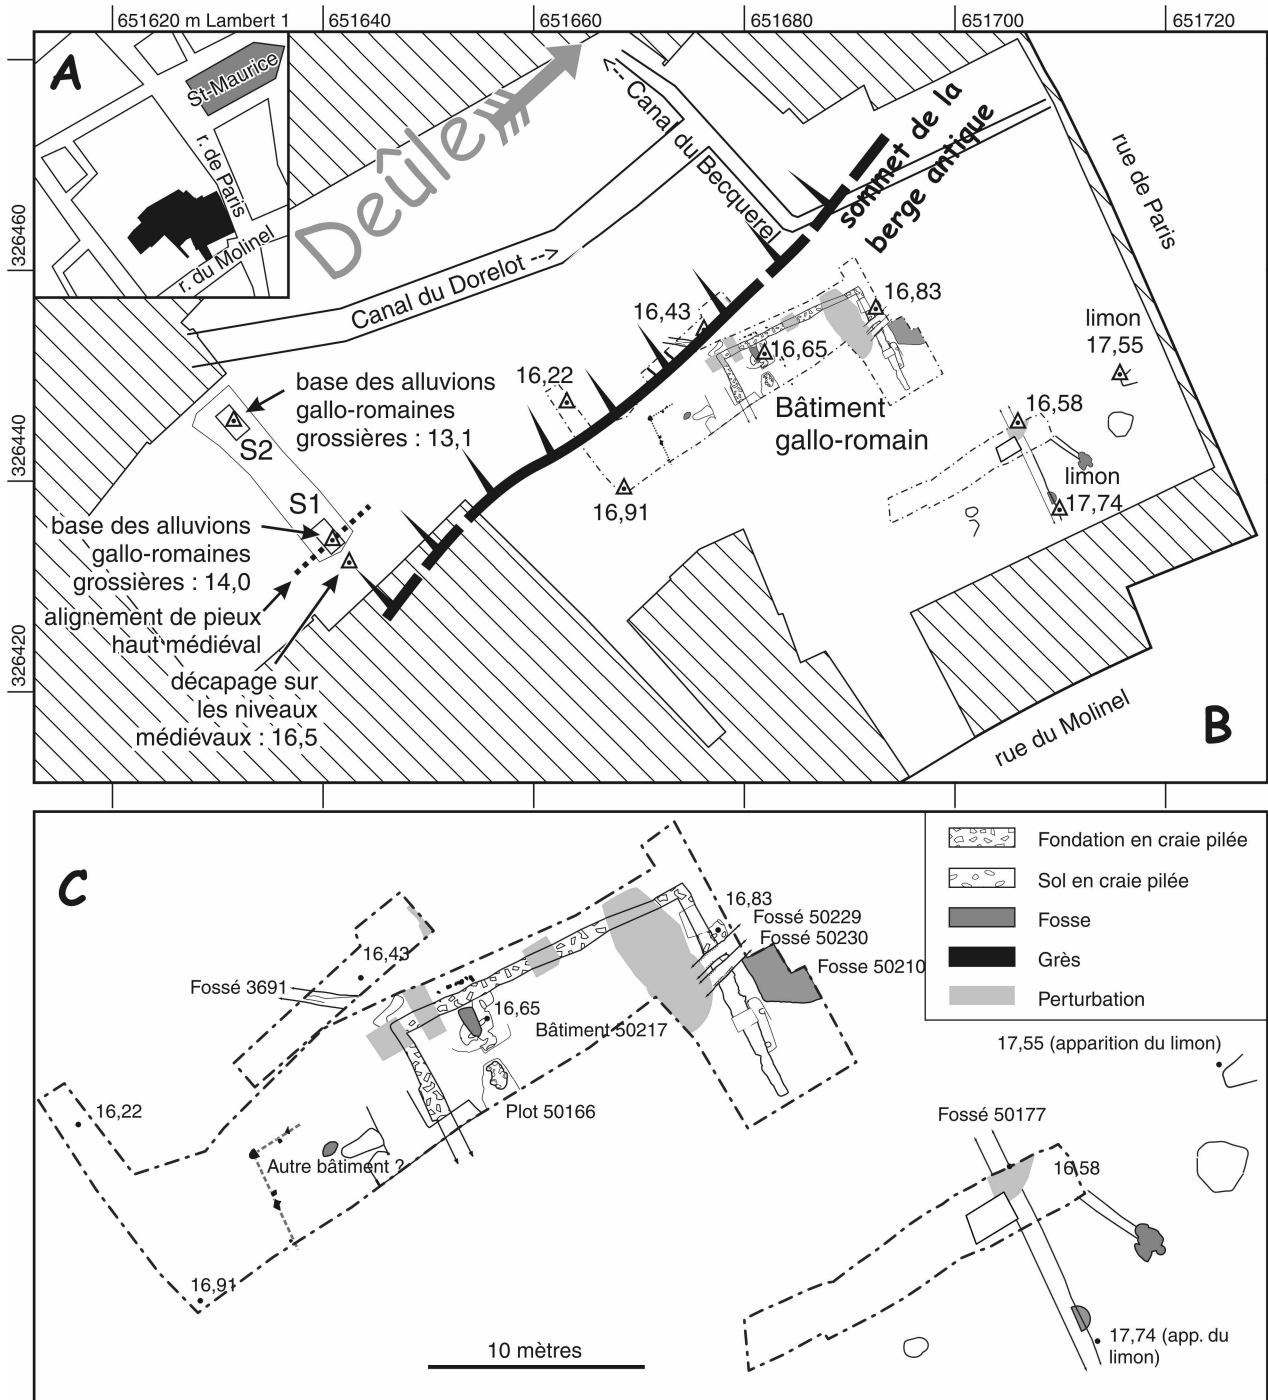 651620 m Lambert 1
651640
651660
651680
651700
651720
326460
326440
326420
A
St-Maurice
r. de Paris
r. du Molinel
Deûle
Canal du Dorelot -->
<-- Canal du Becquerel
sommet de la
berge antique
rue de Paris
16,43
16,83
16,65
limon
17,55
16,22
base des alluvions
gallo-romaines
grossières : 13,1
S2
Bâtiment
gallo-romain
16,58
limon
17,74
16,91
S1
base des alluvions
gallo-romaines
grossières : 14,0
alignement de pieux
haut médiéval
décapage sur
les niveaux
médiévaux : 16,5
rue du Molinel
B
C
Fondation en craie pilée
Sol en craie pilée
Fosse
Grès
Perturbation
16,83
Fossé 50229
Fossé 50230
Fosse 50210
16,43
Fossé 3691
16,65
Bâtiment 50217
17,55 (apparition du limon)
16,22
Plot 50166
Fossé 50177
Autre bâtiment ?
16,58
16,91
10 mètres
17,74 (app. du
limon)